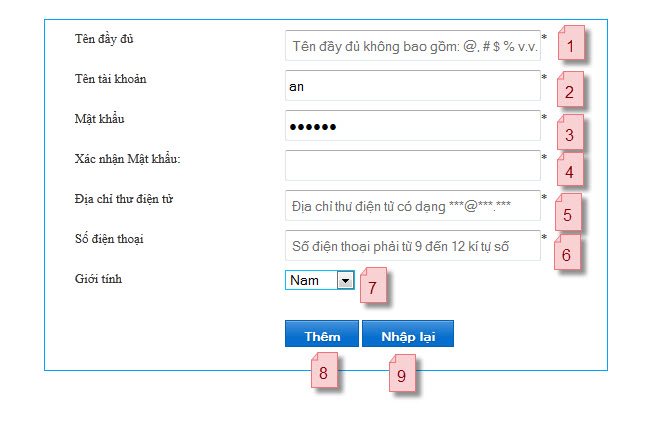 Tên đầy đủ Tên đầy đủ không bao gồm: @, # $ % v.v. * 1
Tên tài khoản an * 2
Mật khẩu ●●●●●● * 3
Xác nhận Mật khẩu: * 4
Địa chỉ thư điện tử Địa chỉ thư điện tử có dạng ***@***.*** * 5
Số điện thoại Số điện thoại phải từ 9 đến 12 kí tự số * 6
Giới tính Nam 7
Thêm Nhập lại
8 9